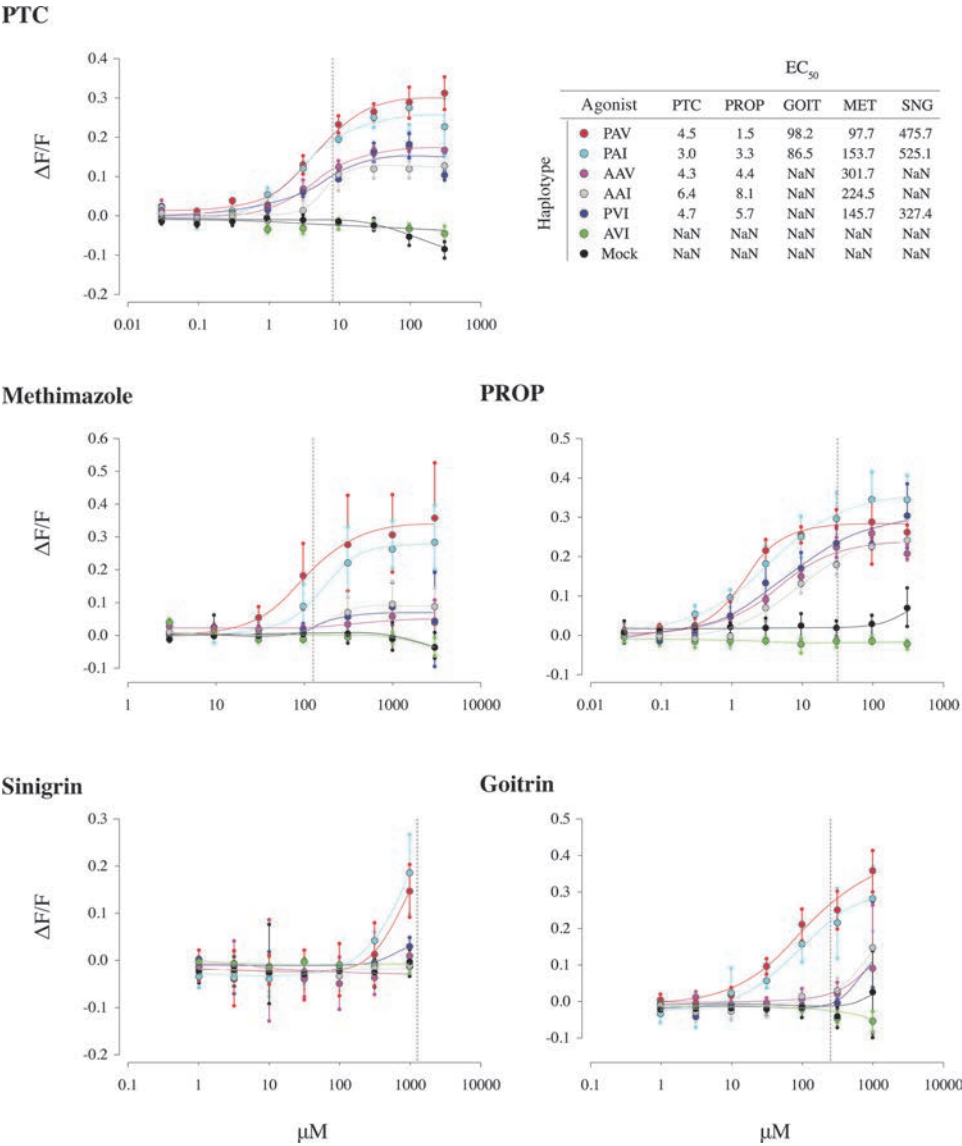 PTC
ΔF/F
0.4
0.3
0.2
0.1
0.0
-0.1
-0.2
0.01 0.1 1 10 100 1000
EC50
Agonist PTC PROP GOIT MET SNG
Haplotype
PAV 4.5 1.5 98.2 97.7 475.7
PAI 3.0 3.3 86.5 153.7 525.1
AAV 4.3 4.4 NaN 301.7 NaN
AAI 6.4 8.1 NaN 224.5 NaN
PVI 4.7 5.7 NaN 145.7 327.4
AVI NaN NaN NaN NaN NaN
Mock NaN NaN NaN NaN NaN
Methimazole
ΔF/F
0.6
0.5
0.4
0.3
0.2
0.1
0.0
-0.1
1 10 100 1000 10000
PROP
0.5
0.4
0.3
0.2
0.1
0.0
-0.1
0.01 0.1 1 10 100 1000
Sinigrin
ΔF/F
0.3
0.2
0.1
0.0
-0.1
-0.2
0.1 1 10 100 1000 10000
μM
Goitrin
0.5
0.4
0.3
0.2
0.1
0.0
-0.1
0.1 1 10 100 1000 10000
μM